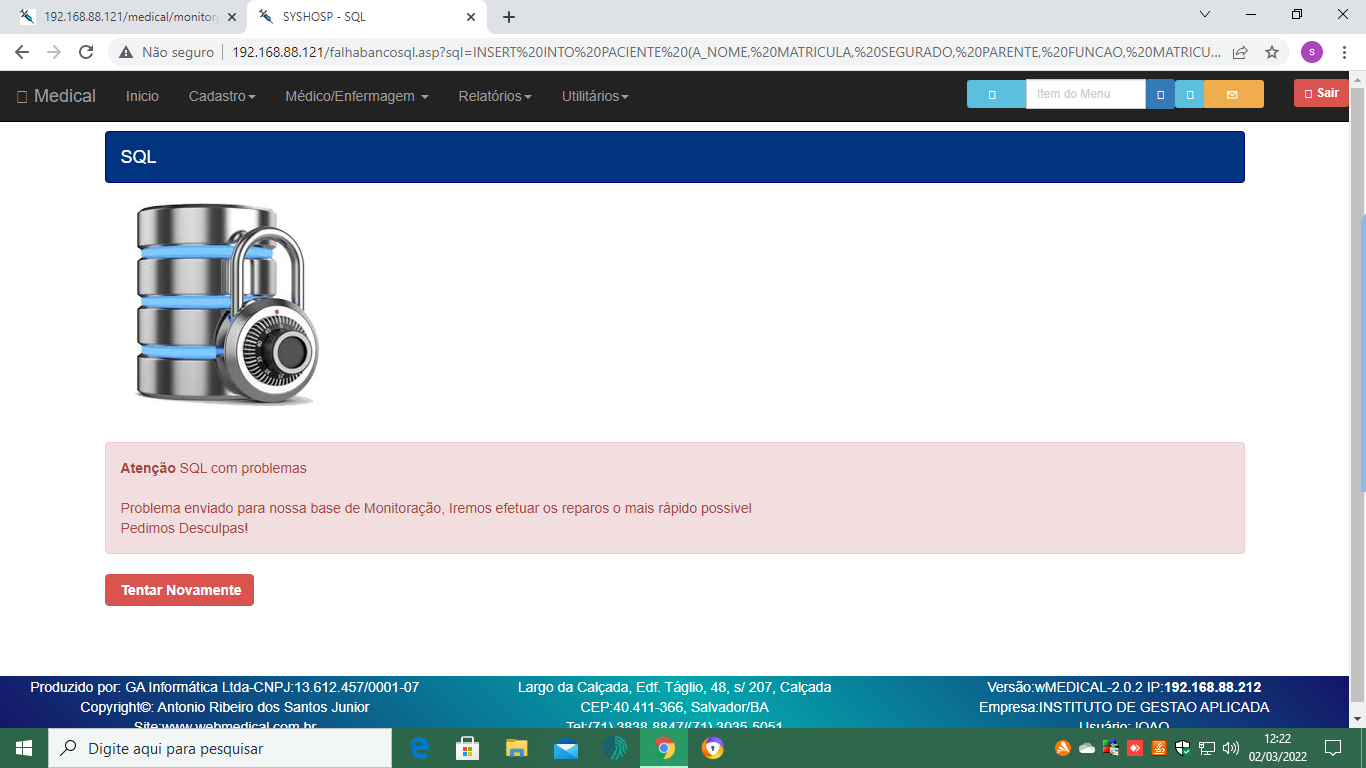 192.168.88.121/medical/monitor
SYSHOSP - SQL
Não seguro
192.168.88.121/falhabancosql.asp?sql=INSERT%20INTO%20PACIENTE%20(A_NOME,%20MATRICULA,%20SEGURADO,%20PARENTE,%20FUNCAO,%20MATRICU...
s
Medical
Inicio
Cadastro
Médico/Enfermagem
Relatórios
Utilitários
Item do Menu
Sair
SQL
Atenção SQL com problemas
Problema enviado para nossa base de Monitoração, Iremos efetuar os reparos o mais rápido possivel
Pedimos Desculpas!
Tentar Novamente
Produzido por: GA Informática Ltda-CNPJ:13.612.457/0001-07
Copyright©: Antonio Ribeiro dos Santos Junior
Site:www.webmedical.com.br
Largo da Calçada, Edf. Táglio, 48, s/ 207, Calçada
CEP:40.411-366, Salvador/BA
Tel:(71) 3838.8847/(71) 3035-5051
Versão:wMEDICAL-2.0.2 IP:192.168.88.212
Empresa:INSTITUTO DE GESTAO APLICADA
Usuário: JOAO
Digite aqui para pesquisar
12:22
02/03/2022